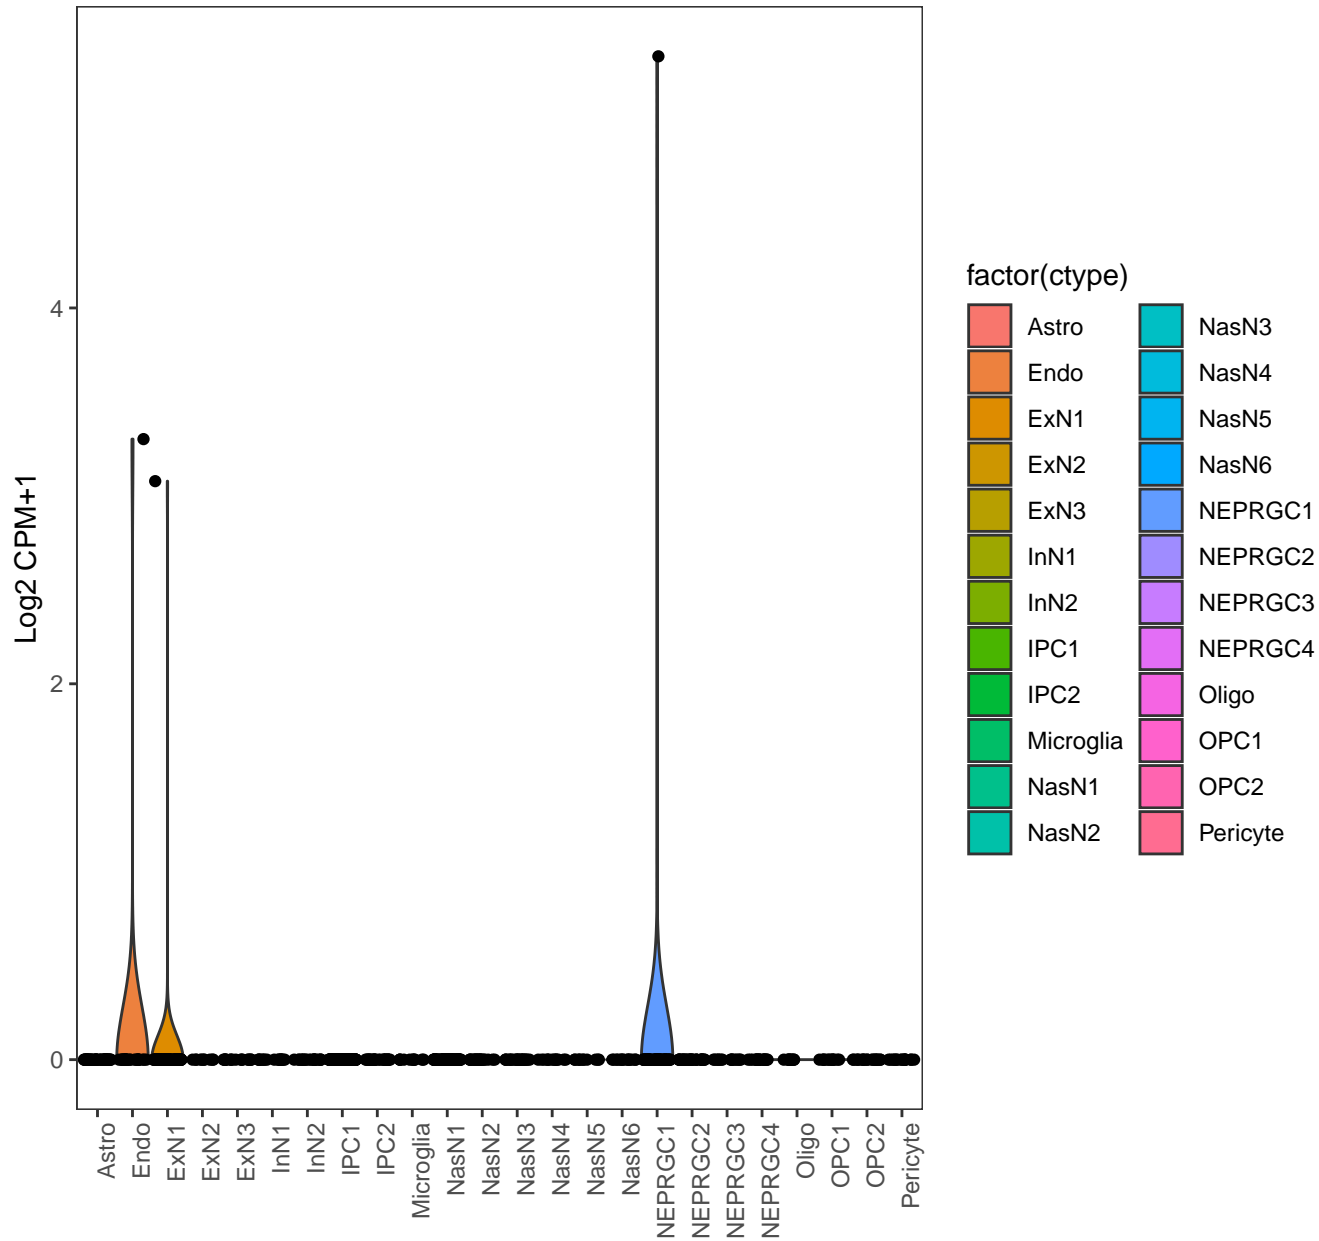 4
2
0
Log2 CPM+1
Astro
Endo
ExN1
ExN2
ExN3
InN1
InN2
IPC1
IPC2
Microglia
NasN1
NasN2
NasN3
NasN4
NasN5
NasN6
NEPRGC1
NEPRGC2
NEPRGC3
NEPRGC4
Oligo
OPC1
OPC2
Pericyte
factor(ctype)
Astro
Endo
ExN1
ExN2
ExN3
InN1
InN2
IPC1
IPC2
Microglia
NasN1
NasN2
NasN3
NasN4
NasN5
NasN6
NEPRGC1
NEPRGC2
NEPRGC3
NEPRGC4
Oligo
OPC1
OPC2
Pericyte